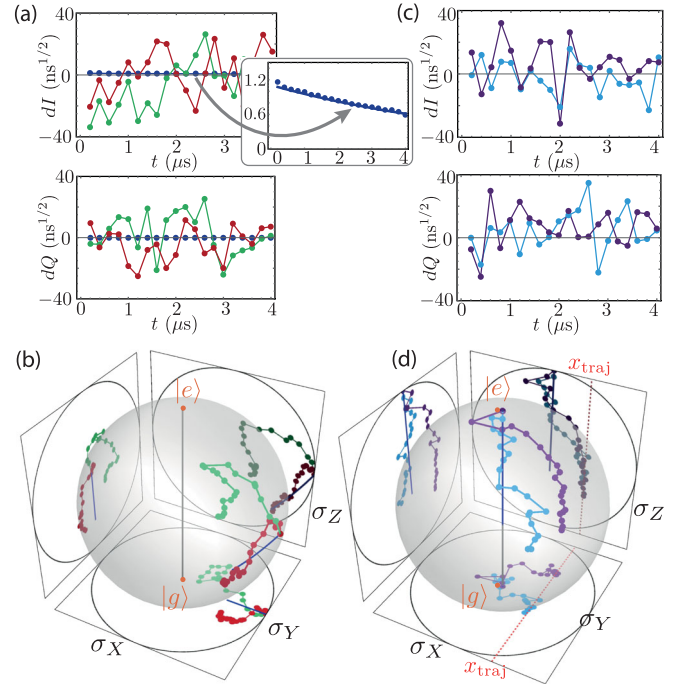 (a)
(c)
40
0
−40
dI (ns^{1/2})
0 1 2 3 4
t (μs)
1.2
0.6
0
0 1 2 3 4
t (μs)
40
0
−40
dI (ns^{1/2})
0 1 2 3 4
t (μs)
40
0
−40
dQ (ns^{1/2})
0 1 2 3 4
t (μs)
40
0
−40
dQ (ns^{1/2})
0 1 2 3 4
t (μs)
(b)
(d)
|e⟩
|g⟩
σ_X
σ_Y
σ_Z
x_traj
|e⟩
|g⟩
σ_X
σ_Y
σ_Z
x_traj